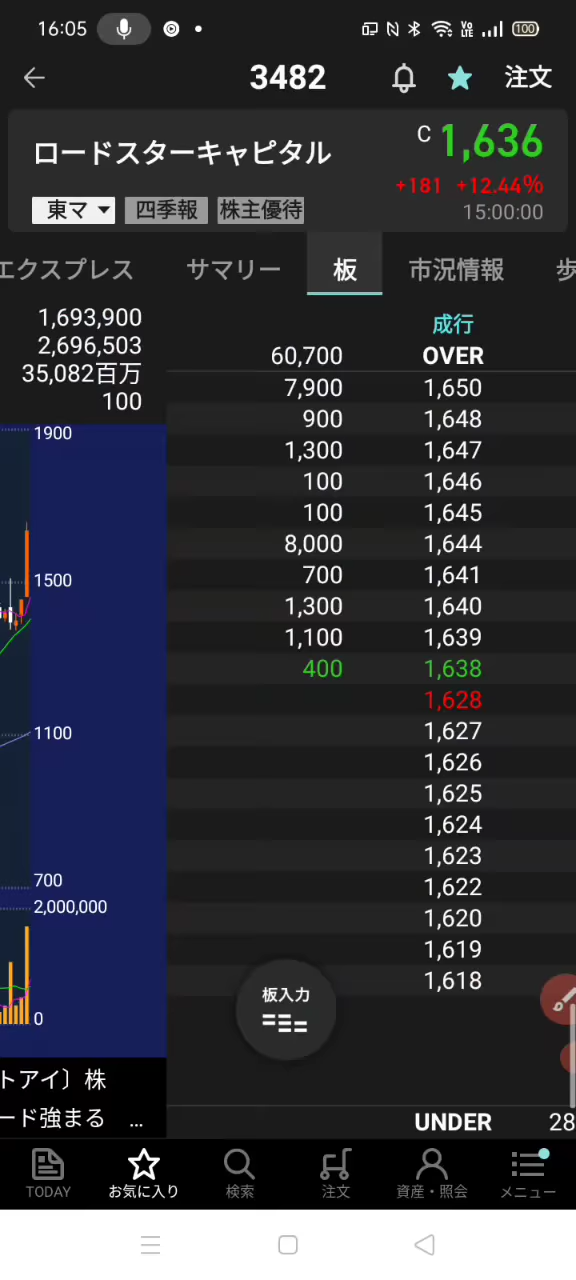 16:05
100
3482
注文
ロードスターキャピタル
C 1,636
+181 +12.44%
東マ
四季報
株主優待
15:00:00
エクスプレス
サマリー
板
市況情報
歩
1,693,900
2,696,503
35,082百万
100
成行
60,700 OVER
7,900 1,650
900 1,648
1,300 1,647
100 1,646
100 1,645
8,000 1,644
700 1,641
1,300 1,640
1,100 1,639
400 1,638
1,628
1,627
1,626
1,625
1,624
1,623
1,622
1,620
1,619
1,618
1900
1500
1100
700
2,000,000
0
板入力
トアイ〕株
ード強まる ...
UNDER 28
TODAY
お気に入り
検索
注文
資産・照会
メニュー